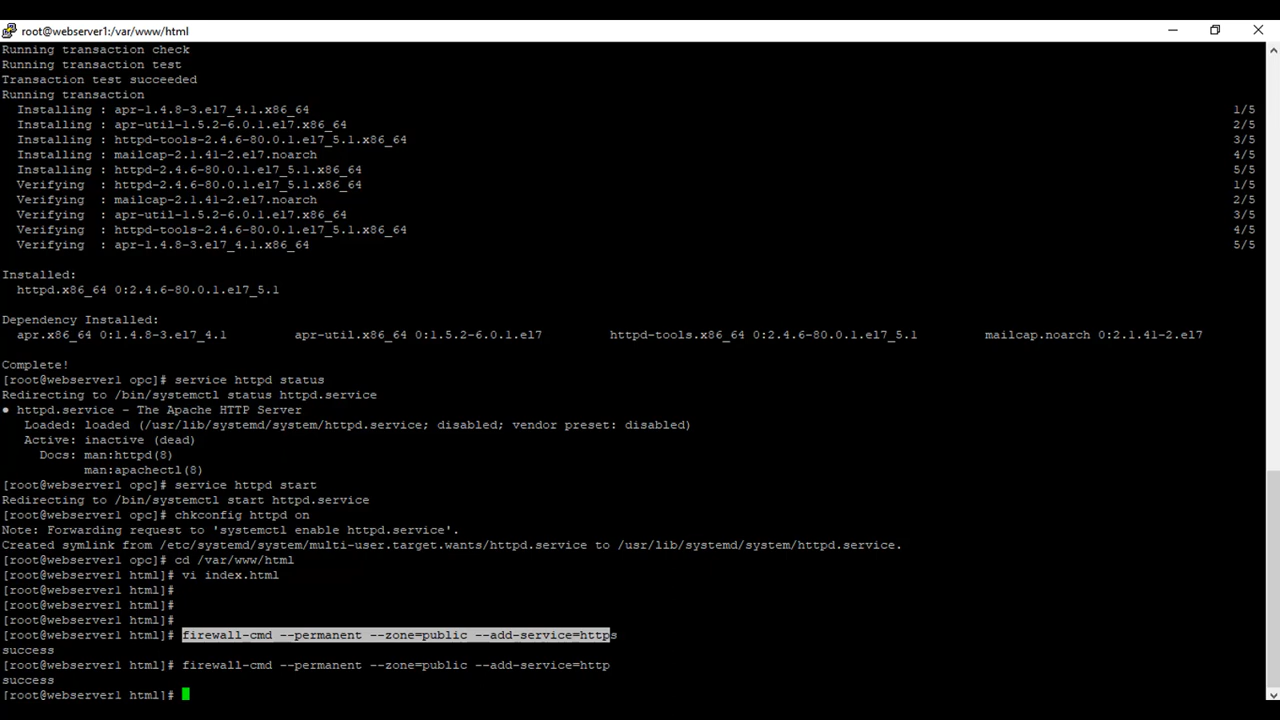 root@webserver1:/var/www/html
Running transaction check
Running transaction test
Transaction test succeeded
Running transaction
  Installing : apr-1.4.8-3.el7_4.1.x86_64 1/5
  Installing : apr-util-1.5.2-6.0.1.el7.x86_64 2/5
  Installing : httpd-tools-2.4.6-80.0.1.el7_5.1.x86_64 3/5
  Installing : mailcap-2.1.41-2.el7.noarch 4/5
  Installing : httpd-2.4.6-80.0.1.el7_5.1.x86_64 5/5
  Verifying  : httpd-2.4.6-80.0.1.el7_5.1.x86_64 1/5
  Verifying  : mailcap-2.1.41-2.el7.noarch 2/5
  Verifying  : apr-util-1.5.2-6.0.1.el7.x86_64 3/5
  Verifying  : httpd-tools-2.4.6-80.0.1.el7_5.1.x86_64 4/5
  Verifying  : apr-1.4.8-3.el7_4.1.x86_64 5/5
Installed:
  httpd.x86_64 0:2.4.6-80.0.1.el7_5.1
Dependency Installed:
  apr.x86_64 0:1.4.8-3.el7_4.1 apr-util.x86_64 0:1.5.2-6.0.1.el7 httpd-tools.x86_64 0:2.4.6-80.0.1.el7_5.1 mailcap.noarch 0:2.1.41-2.el7
Complete!
[root@webserver1 opc]# service httpd status
Redirecting to /bin/systemctl status httpd.service
● httpd.service - The Apache HTTP Server
   Loaded: loaded (/usr/lib/systemd/system/httpd.service; disabled; vendor preset: disabled)
   Active: inactive (dead)
     Docs: man:httpd(8)
           man:apachectl(8)
[root@webserver1 opc]# service httpd start
Redirecting to /bin/systemctl start httpd.service
[root@webserver1 opc]# chkconfig httpd on
Note: Forwarding request to 'systemctl enable httpd.service'.
Created symlink from /etc/systemd/system/multi-user.target.wants/httpd.service to /usr/lib/systemd/system/httpd.service.
[root@webserver1 opc]# cd /var/www/html
[root@webserver1 html]# vi index.html
[root@webserver1 html]#
[root@webserver1 html]#
[root@webserver1 html]#
[root@webserver1 html]# firewall-cmd --permanent --zone=public --add-service=https
success
[root@webserver1 html]# firewall-cmd --permanent --zone=public --add-service=http
success
[root@webserver1 html]#